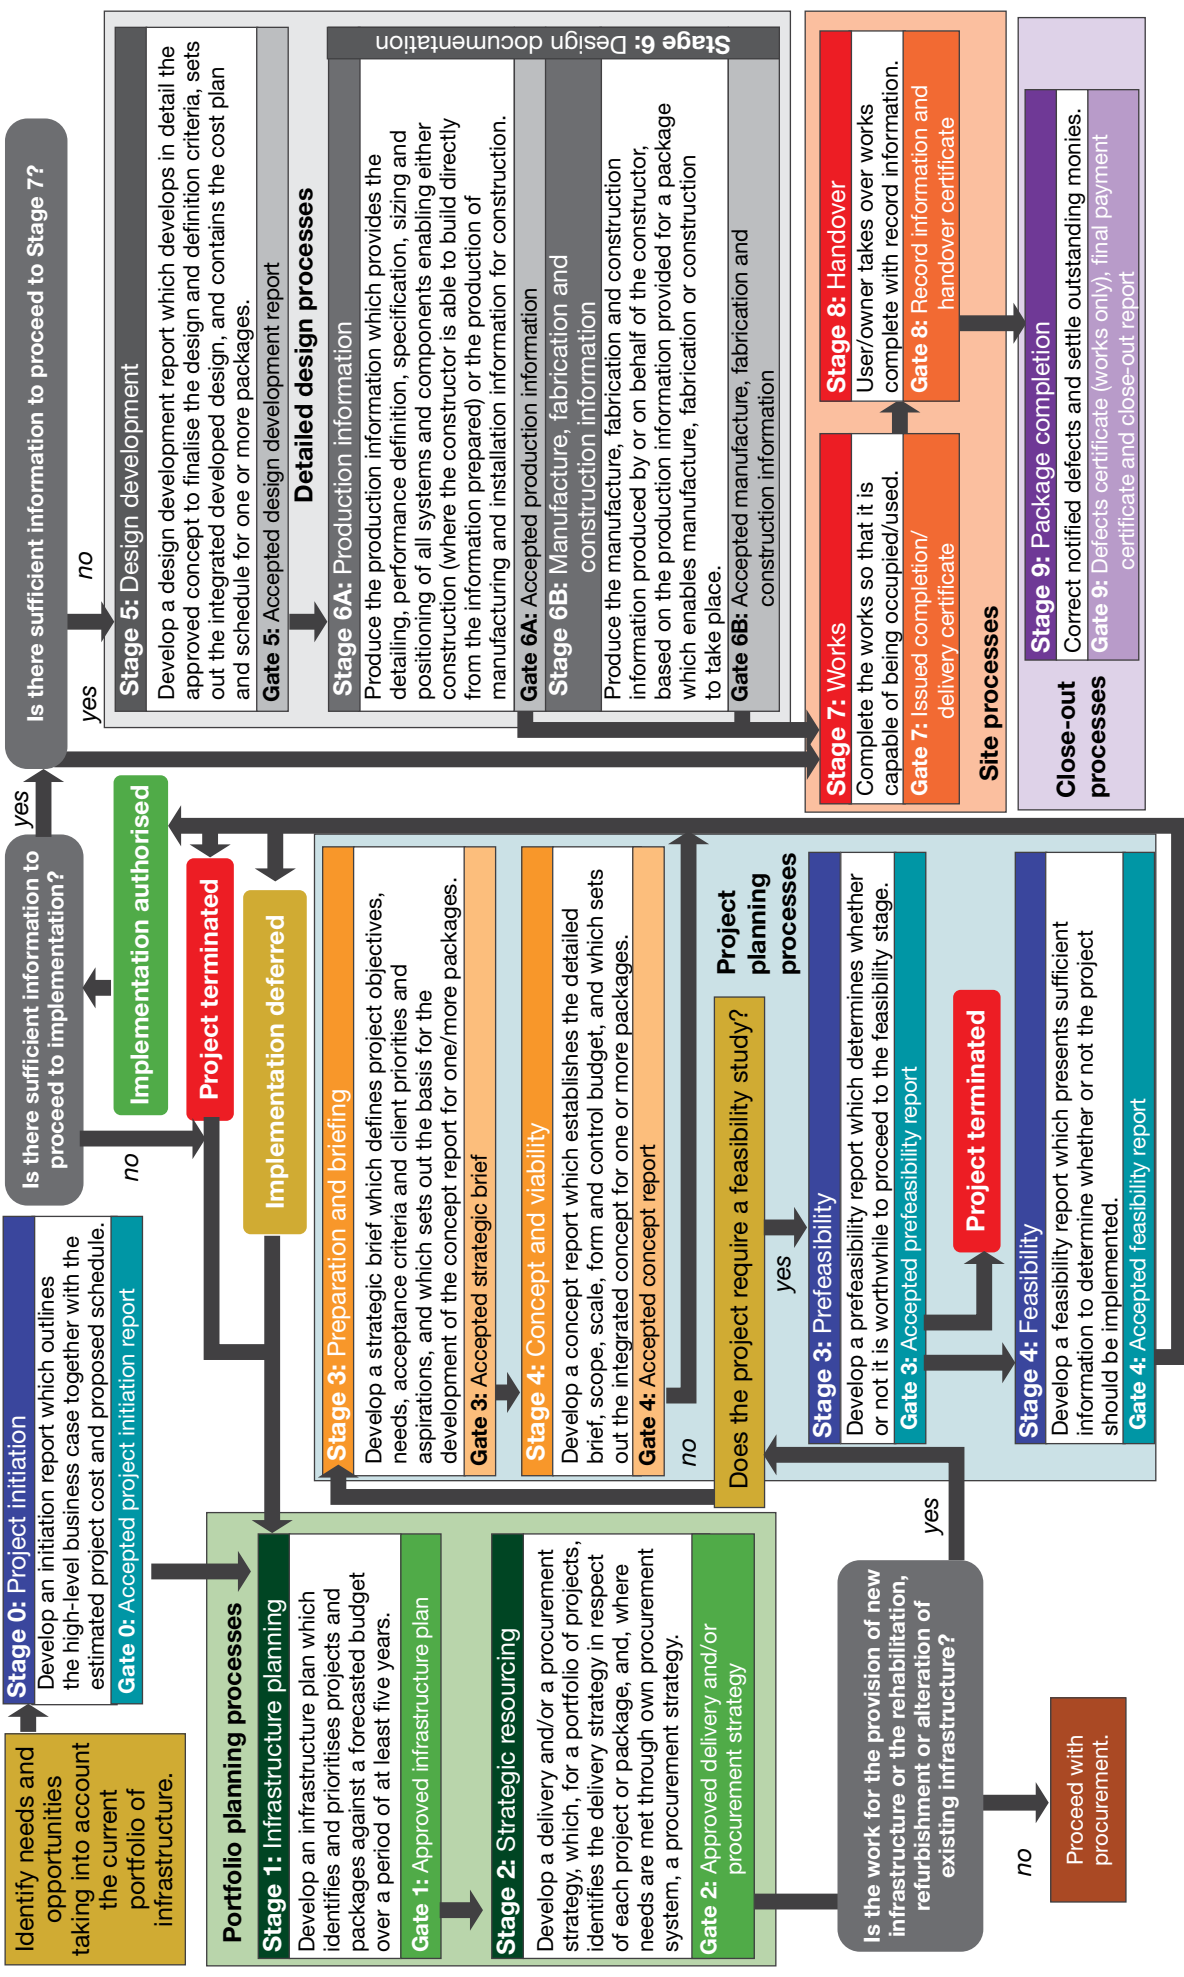 Identify needs and
opportunities
taking into account
the current
portfolio of
infrastructure.
Stage 0: Project initiation
Develop an initiation report which outlines
the high-level business case together with the
estimated project cost and proposed schedule.
Gate 0: Accepted project initiation report
Portfolio planning processes
Stage 1: Infrastructure planning
Develop an infrastructure plan which
identifies and prioritises projects and
packages against a forecasted budget
over a period of at least five years.
Gate 1: Approved infrastructure plan
Stage 2: Strategic resourcing
Develop a delivery and/or a procurement
strategy, which, for a portfolio of projects,
identifies the delivery strategy in respect
of each project or package, and, where
needs are met through own procurement
system, a procurement strategy.
Gate 2: Approved delivery and/or
procurement strategy
Is the work for the provision of new
infrastructure or the rehabilitation,
refurbishment or alteration of
existing infrastructure?
no
Proceed with
procurement.
yes
Does the project require a feasibility study?
no
yes
Project
planning
processes
Stage 3: Preparation and briefing
Develop a strategic brief which defines project objectives,
needs, acceptance criteria and client priorities and
aspirations, and which sets out the basis for the
development of the concept report for one/more packages.
Gate 3: Accepted strategic brief
Stage 4: Concept and viability
Develop a concept report which establishes the detailed
brief, scope, scale, form and control budget, and which sets
out the integrated concept for one or more packages.
Gate 4: Accepted concept report
Stage 3: Prefeasibility
Develop a prefeasibility report which determines whether
or not it is worthwhile to proceed to the feasibility stage.
Gate 3: Accepted prefeasibility report
Project terminated
Stage 4: Feasibility
Develop a feasibility report which presents sufficient
information to determine whether or not the project
should be implemented.
Gate 4: Accepted feasibility report
Implementation deferred
Project terminated
Implementation authorised
Is there sufficient information to
proceed to implementation?
no
yes
Is there sufficient information to proceed to Stage 7?
yes
no
Stage 5: Design development
Develop a design development report which develops in detail the
approved concept to finalise the design and definition criteria, sets
out the integrated developed design, and contains the cost plan
and schedule for one or more packages.
Gate 5: Accepted design development report
Detailed design processes
Stage 6: Design documentation
Stage 6A: Production information
Produce the production information which provides the
detailing, performance definition, specification, sizing and
positioning of all systems and components enabling either
construction (where the constructor is able to build directly
from the information prepared) or the production of
manufacturing and installation information for construction.
Gate 6A: Accepted production information
Stage 6B: Manufacture, fabrication and
construction information
Produce the manufacture, fabrication and construction
information produced by or on behalf of the constructor,
based on the production information provided for a package
which enables manufacture, fabrication or construction
to take place.
Gate 6B: Accepted manufacture, fabrication and
construction information
Stage 7: Works
Complete the works so that it is
capable of being occupied/used.
Gate 7: Issued completion/
delivery certificate
Stage 8: Handover
User/owner takes over works
complete with record information.
Gate 8: Record information and
handover certificate
Site processes
Close-out
processes
Stage 9: Package completion
Correct notified defects and settle outstanding monies.
Gate 9: Defects certificate (works only), final payment
certificate and close-out report